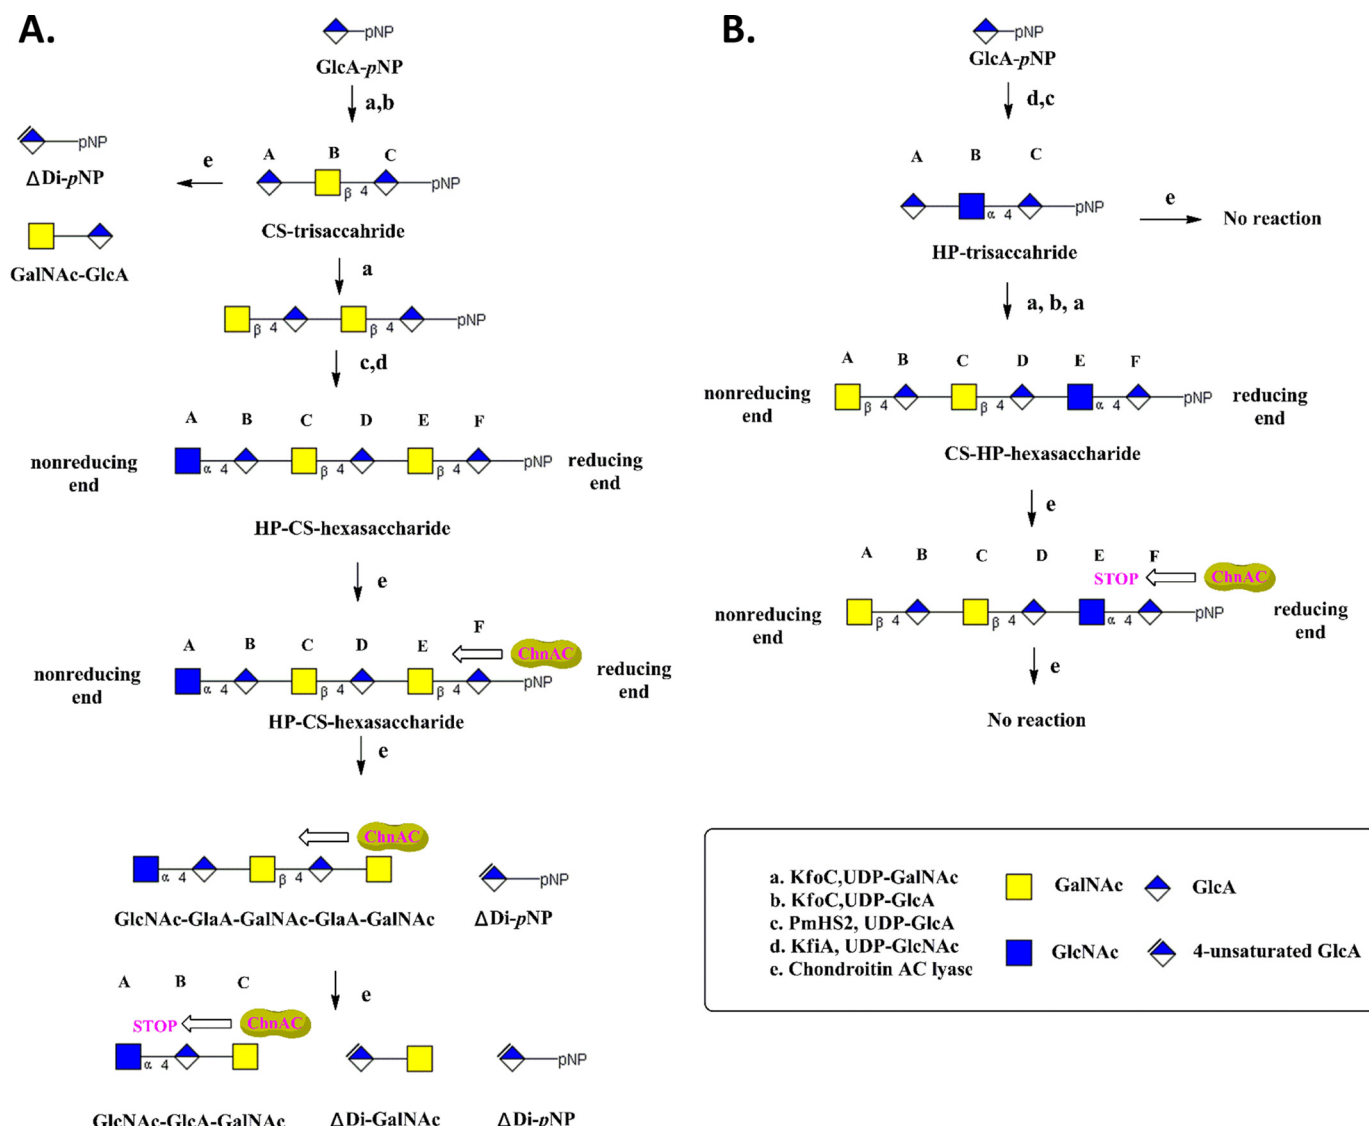 A.
pNP
GlcA-pNP
a,b
pNP
ΔDi-pNP
e
A B C
β 4 pNP
CS-trisaccahride
GalNAc-GlcA
a
β 4 β 4 pNP
c,d
A B C D E F
nonreducing
end
α 4 β 4 β 4 pNP
reducing
end
HP-CS-hexasaccharide
e
A B C D E F
ChnAC
nonreducing
end
α 4 β 4 β 4 pNP
reducing
end
HP-CS-hexasaccharide
e
ChnAC
α 4 β 4
pNP
GlcNAc-GlaA-GalNAc-GlaA-GalNAc
ΔDi-pNP
e
A B C
STOP
ChnAC
α 4
pNP
GlcNAc-GlcA-GalNAc
ΔDi-GalNAc
ΔDi-pNP
B.
pNP
GlcA-pNP
d,c
A B C
α 4 pNP
e
No reaction
HP-trisaccahride
a, b, a
A B C D E F
nonreducing
end
β 4 β 4 α 4 pNP
reducing
end
CS-HP-hexasaccharide
e
A B C D E F
STOP
ChnAC
nonreducing
end
β 4 β 4 α 4 pNP
reducing
end
e
No reaction
a. KfoC,UDP-GalNAc
b. KfoC,UDP-GlcA
c. PmHS2, UDP-GlcA
d. KfiA, UDP-GlcNAc
e. Chondroitin AC lyase
GalNAc
GlcA
GlcNAc
4-unsaturated GlcA